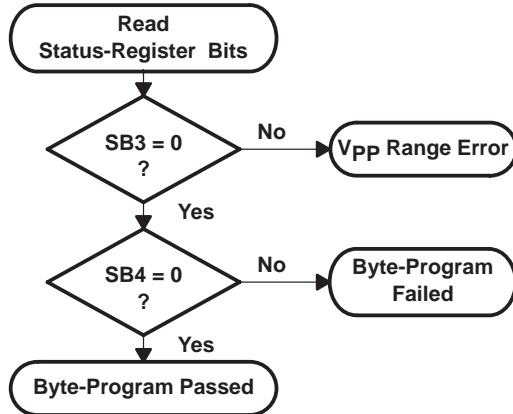 Read
Status-Register Bits
SB3 = 0
?
No
VPP Range Error
Yes
SB4 = 0
?
No
Byte-Program
Failed
Yes
Byte-Program Passed